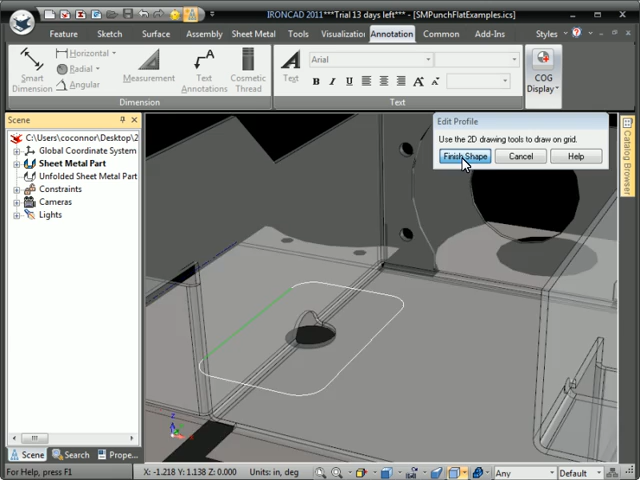 IRONCAD 2011***Trial 13 days left*** - [SMPunchFlatExamples.ics]
Feature Sketch Surface Assembly Sheet Metal Tools Visualization Annotation Common Add-Ins Styles
Smart Dimension
Horizontal
Radial
Angular
Measurement
Text Annotations
Cosmetic Thread
Dimension
Text
Arial
B I U
Text
COG Display
Scene
C:\Users\coconnor\Desktop\2
Global Coordinate System
Sheet Metal Part
Unfolded Sheet Metal Part
Constraints
Cameras
Lights
Edit Profile
Use the 2D drawing tools to draw on grid.
Finish Shape Cancel Help
Catalog Browser
Z
Scene Search Prope...
For Help, press F1
X: -1.218 Y: 1.138 Z: 0.000
Units: in, deg
Any
Default